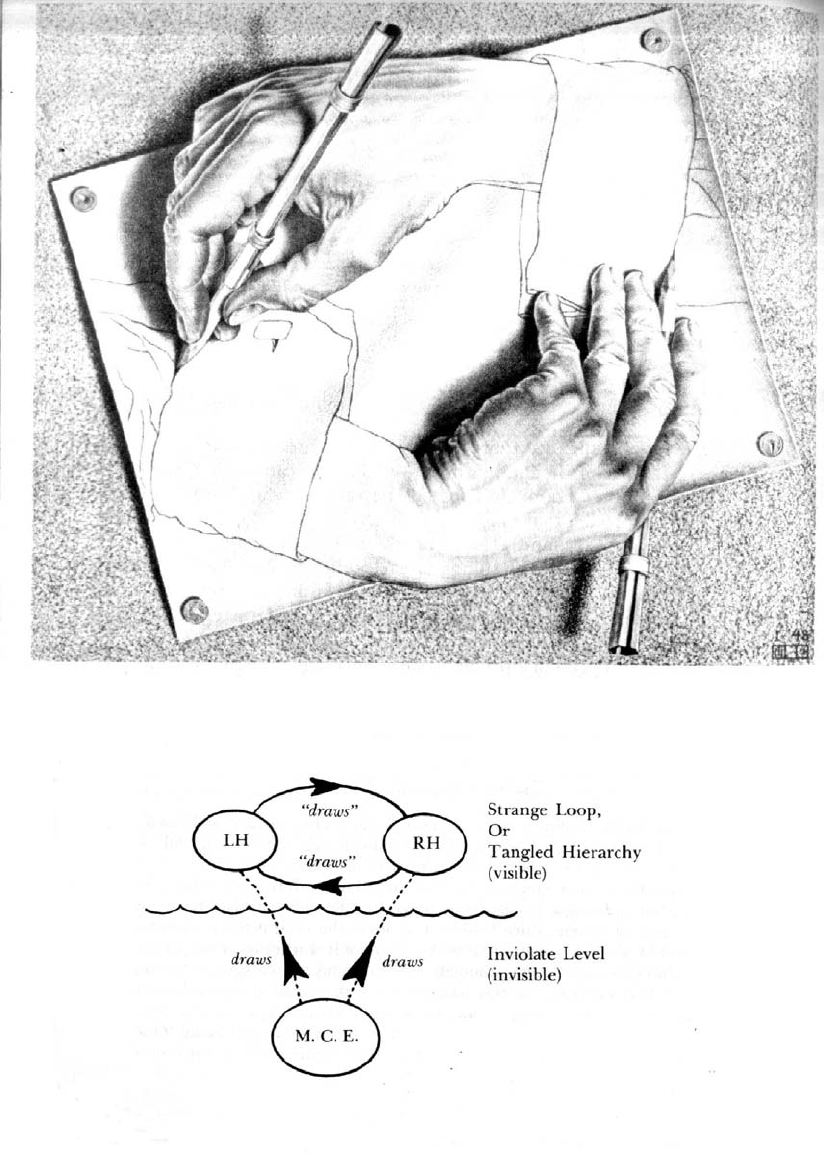 48
"draws"
LH
RH
"draws"
Strange Loop,
Or
Tangled Hierarchy
(visible)
draws
draws
Inviolate Level
(invisible)
M. C. E.